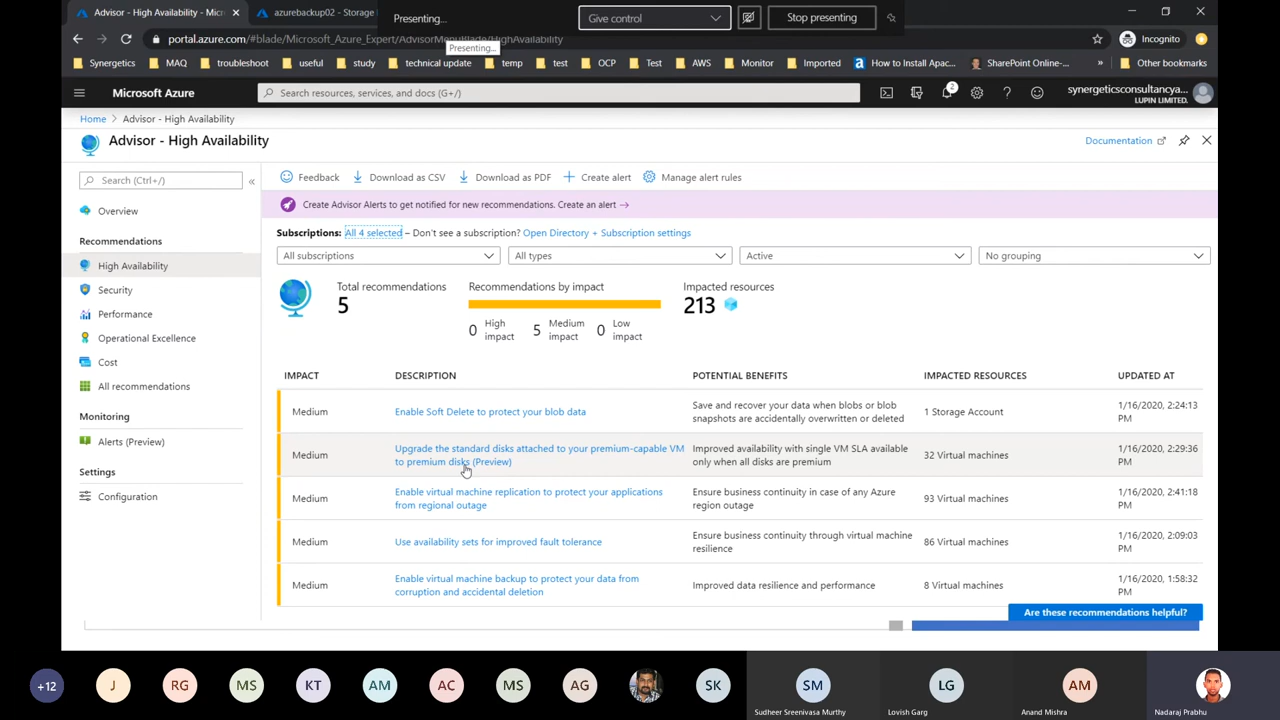 Advisor - High Availability - Micr
azurebackup02 - Storage
Presenting...
Give control
Stop presenting
portal.azure.com/#blade/Microsoft_Azure_Expert/AdvisorMenuBlade/HighAvailability
Incognito
Presenting...
Synergetics
MAQ
troubleshoot
useful
study
technical update
temp
test
OCP
Test
AWS
Monitor
Imported
How to Install Apac...
SharePoint Online-...
»
Other bookmarks
Microsoft Azure
Search resources, services, and docs (G+/)
2
synergeticsconsultancya...
LUPIN LIMITED.
Home > Advisor - High Availability
Advisor - High Availability
Documentation
Search (Ctrl+/)
«
Feedback
Download as CSV
Download as PDF
Create alert
Manage alert rules
Create Advisor Alerts to get notified for new recommendations. Create an alert →
Overview
Recommendations
High Availability
Security
Performance
Operational Excellence
Cost
All recommendations
Monitoring
Alerts (Preview)
Settings
Configuration
Subscriptions: All 4 selected – Don't see a subscription? Open Directory + Subscription settings
All subscriptions
All types
Active
No grouping
Total recommendations
5
Recommendations by impact
0 High impact
5 Medium impact
0 Low impact
Impacted resources
213
IMPACT DESCRIPTION POTENTIAL BENEFITS IMPACTED RESOURCES UPDATED AT
Medium
Enable Soft Delete to protect your blob data
Save and recover your data when blobs or blob
snapshots are accidentally overwritten or deleted
1 Storage Account
1/16/2020, 2:24:13
PM
Medium
Upgrade the standard disks attached to your premium-capable VM
to premium disks (Preview)
Improved availability with single VM SLA available
only when all disks are premium
32 Virtual machines
1/16/2020, 2:29:36
PM
Medium
Enable virtual machine replication to protect your applications
from regional outage
Ensure business continuity in case of any Azure
region outage
93 Virtual machines
1/16/2020, 2:41:18
PM
Medium
Use availability sets for improved fault tolerance
Ensure business continuity through virtual machine
resilience
86 Virtual machines
1/16/2020, 2:09:03
PM
Medium
Enable virtual machine backup to protect your data from
corruption and accidental deletion
Improved data resilience and performance
8 Virtual machines
1/16/2020, 1:58:32
PM
Are these recommendations helpful?
+12
J
RG
MS
KT
AM
AC
MS
AG
SK
SM
Sudheer Sreenivasa Murthy
LG
Lovish Garg
AM
Anand Mishra
Nadaraj Prabhu